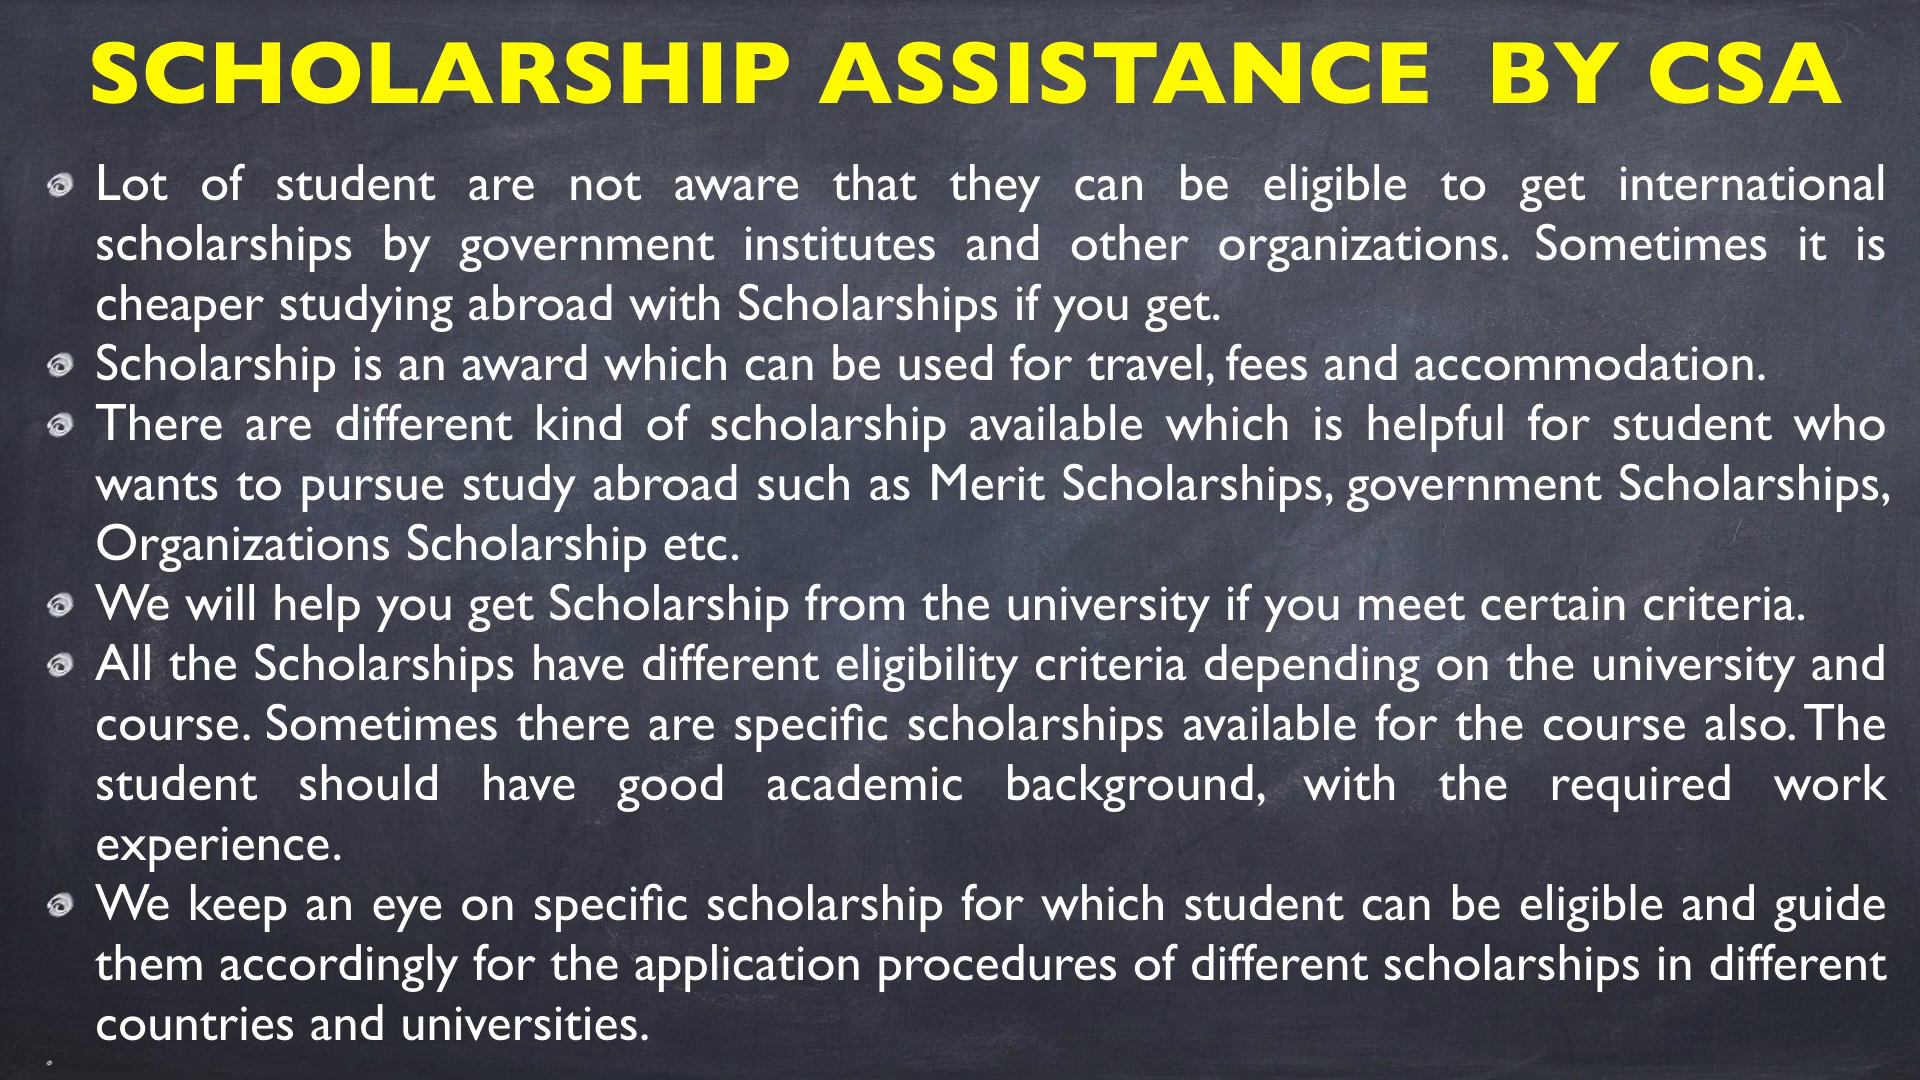 SCHOLARSHIP ASSISTANCE  BY CSA
Lot of student are not aware that they can be eligible to get international
scholarships by government institutes and other organizations. Sometimes it is
cheaper studying abroad with Scholarships if you get.
Scholarship is an award which can be used for travel, fees and accommodation.
There are different kind of scholarship available which is helpful for student who
wants to pursue study abroad such as Merit Scholarships, government Scholarships,
Organizations Scholarship etc.
We will help you get Scholarship from the university if you meet certain criteria.
All the Scholarships have different eligibility criteria depending on the university and
course. Sometimes there are specific scholarships available for the course also. The
student should have good academic background, with the required work
experience.
We keep an eye on specific scholarship for which student can be eligible and guide
them accordingly for the application procedures of different scholarships in different
countries and universities.